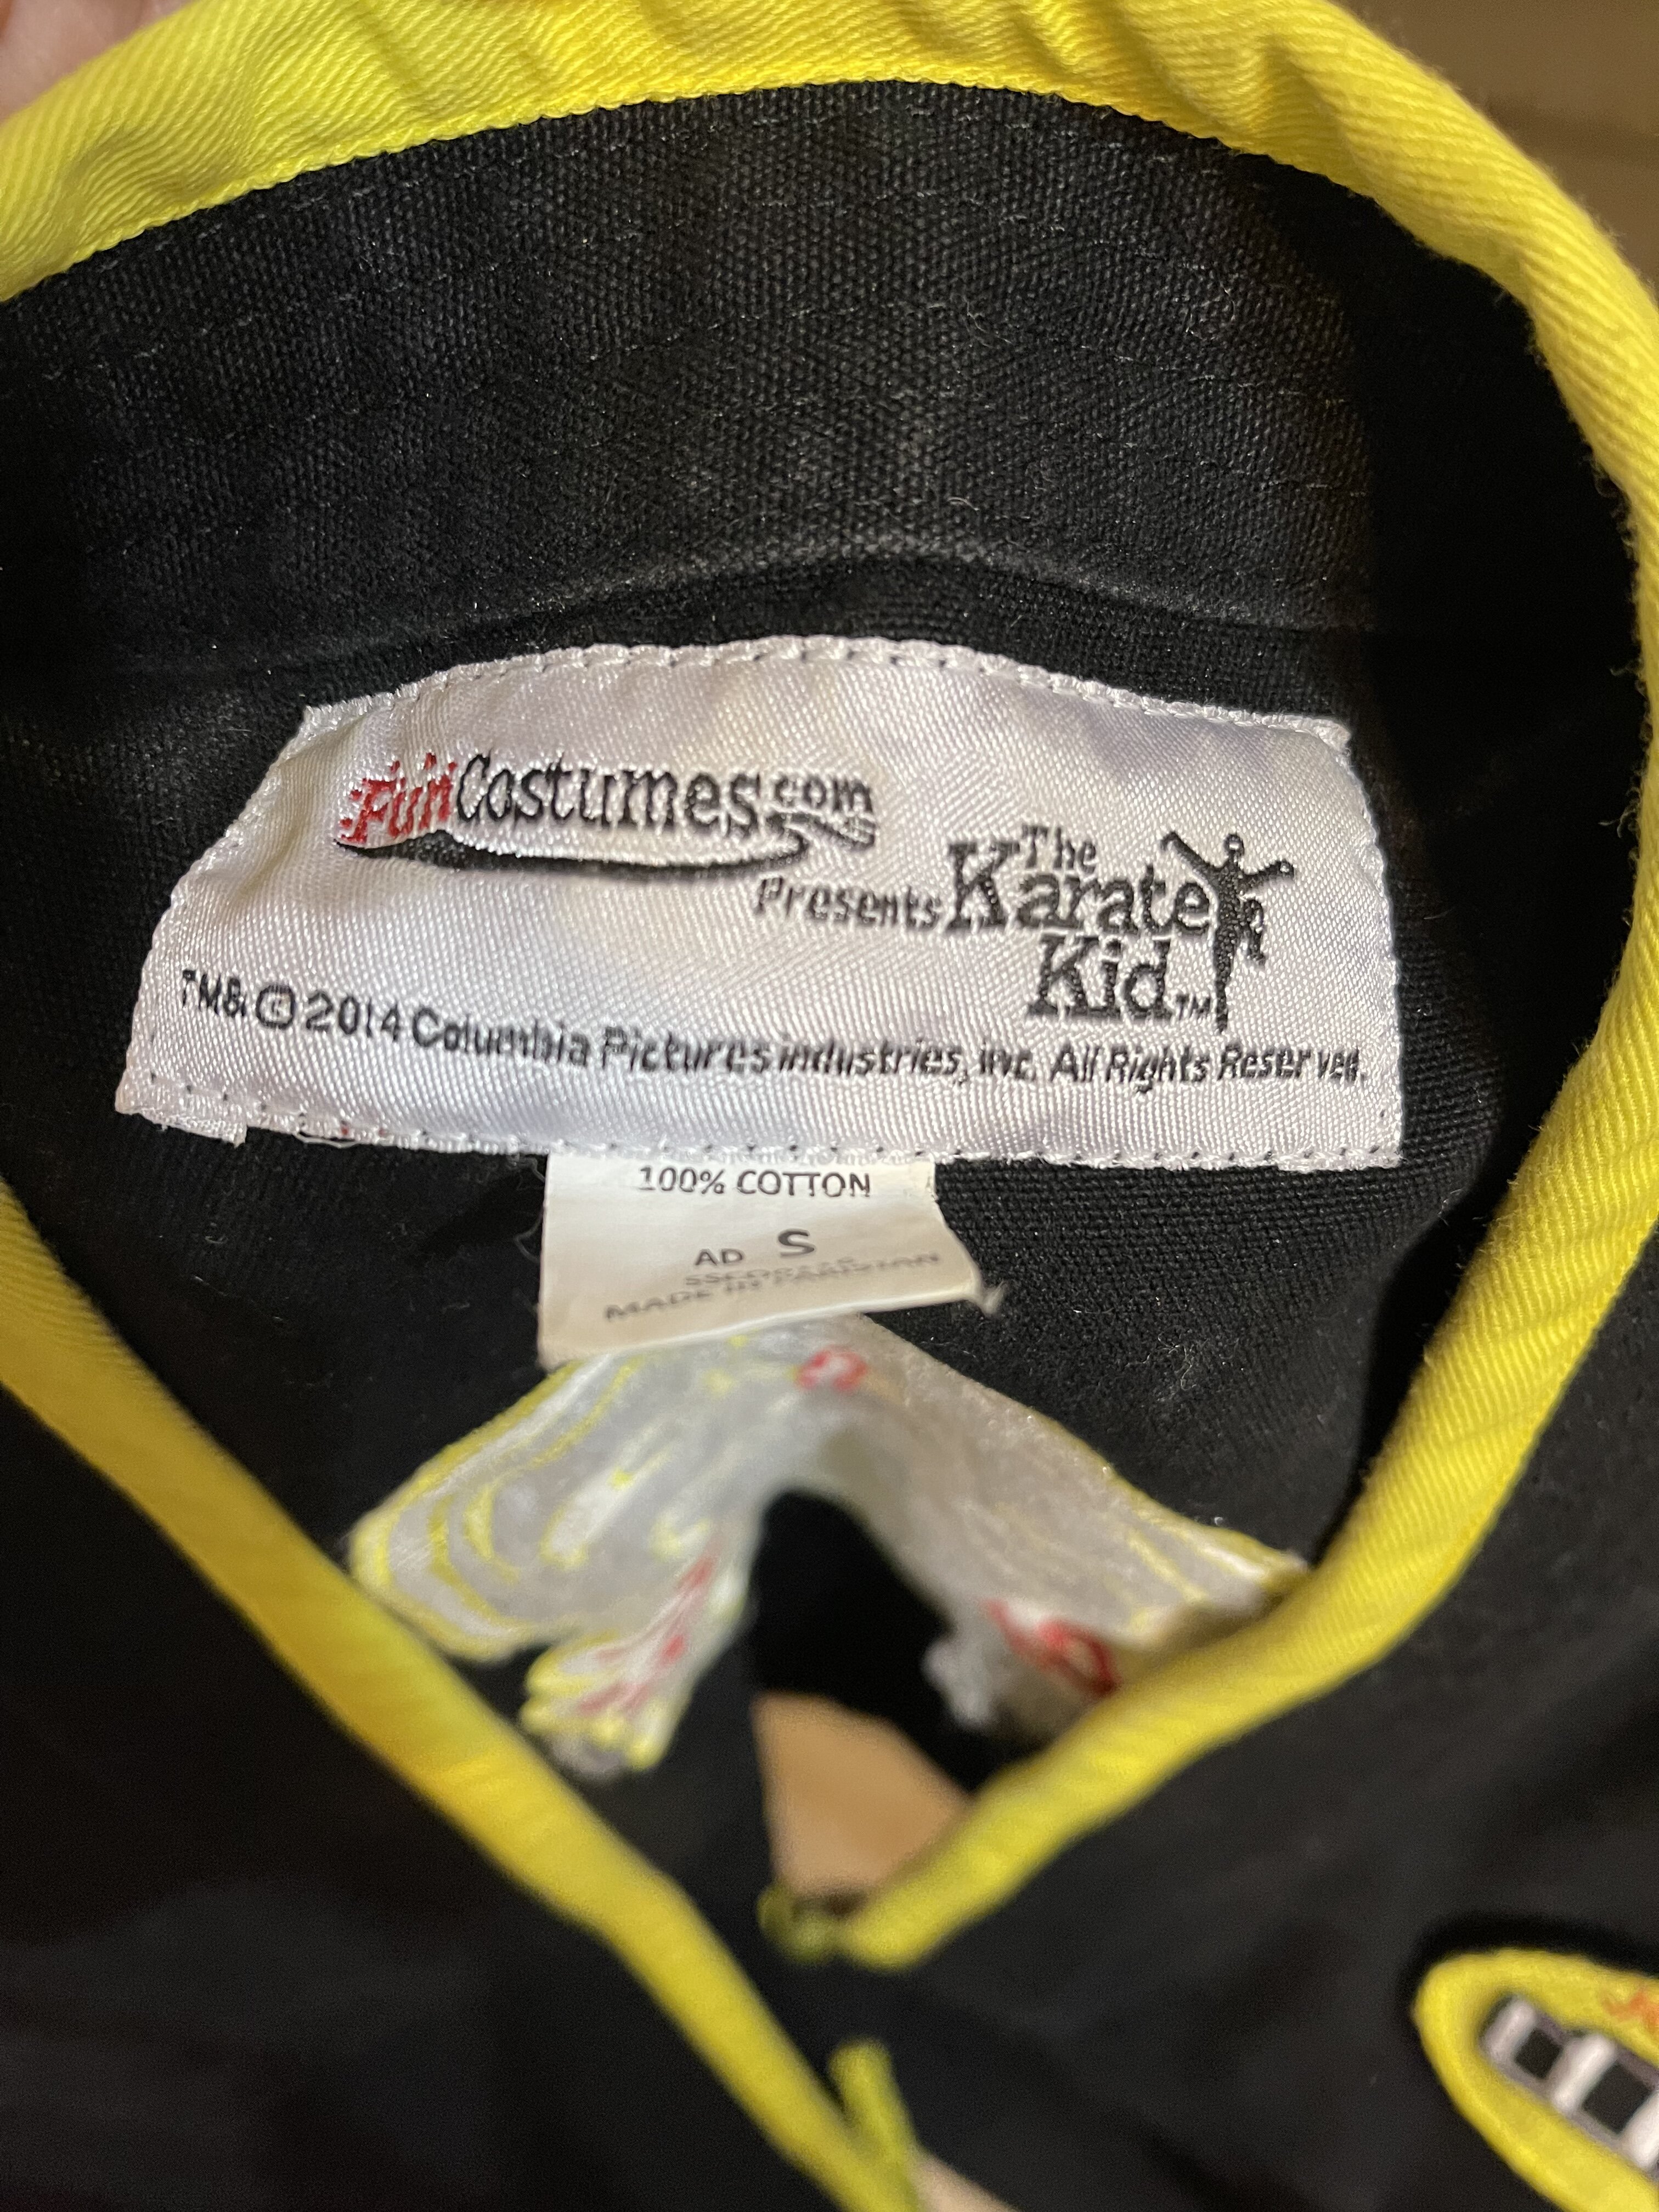 FunCostumes.com
Presents The Karate Kid™
TM& © 2014 Columbia Pictures industries, inc. All Rights Reserved.
100% COTTON
AD S
MADE IN PAKISTAN